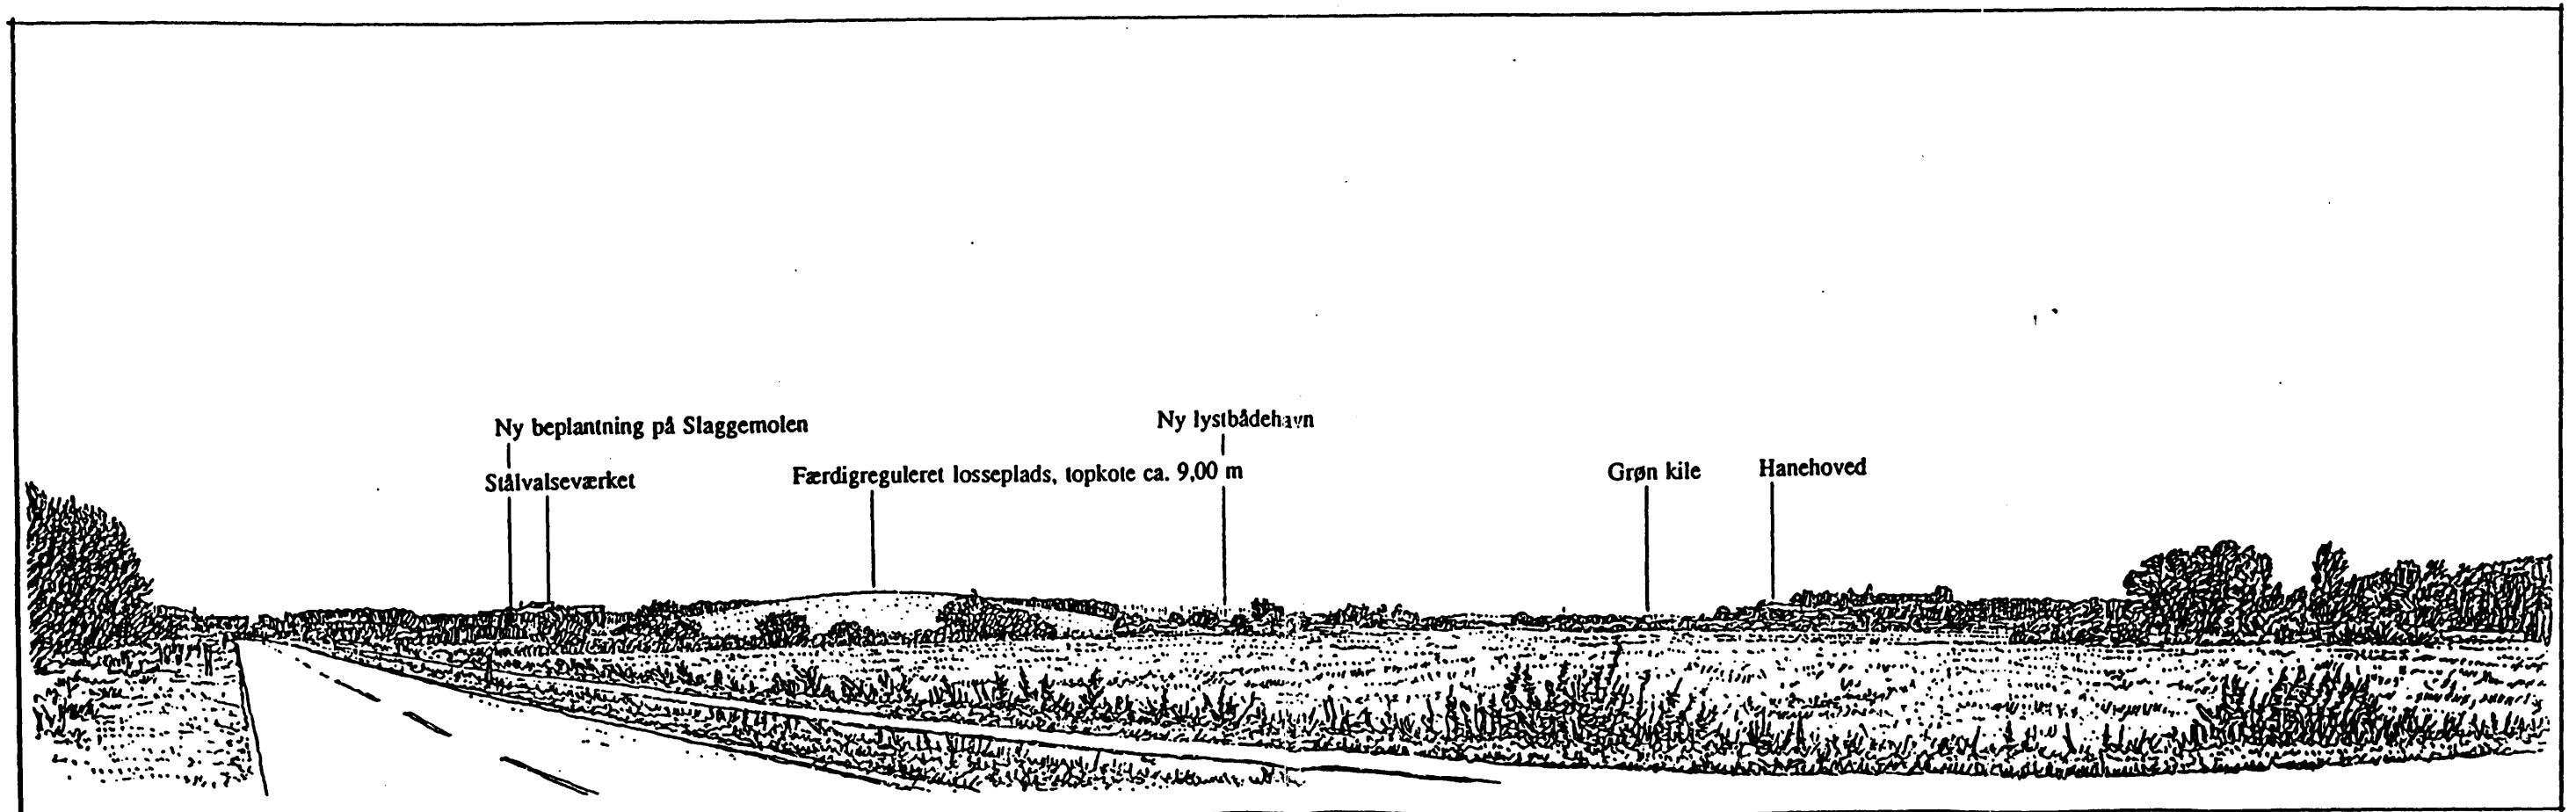 Ny beplantning på Slaggemolen
Stålvalseværket
Færdigreguleret losseplads, topkote ca. 9,00 m
Ny lystbådehavn
Grøn kile
Hanehoved